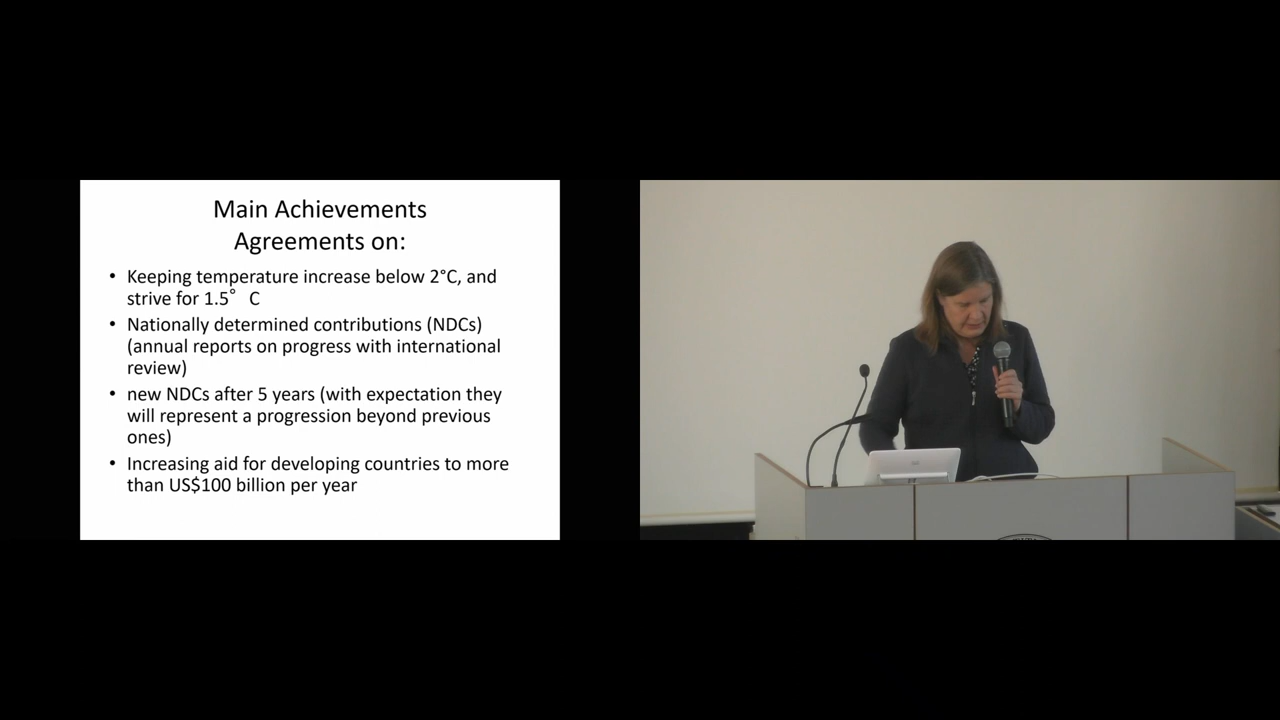 Main Achievements
Agreements on:
• Keeping temperature increase below 2°C, and
strive for 1.5° C
• Nationally determined contributions (NDCs)
(annual reports on progress with international
review)
• new NDCs after 5 years (with expectation they
will represent a progression beyond previous
ones)
• Increasing aid for developing countries to more
than US$100 billion per year